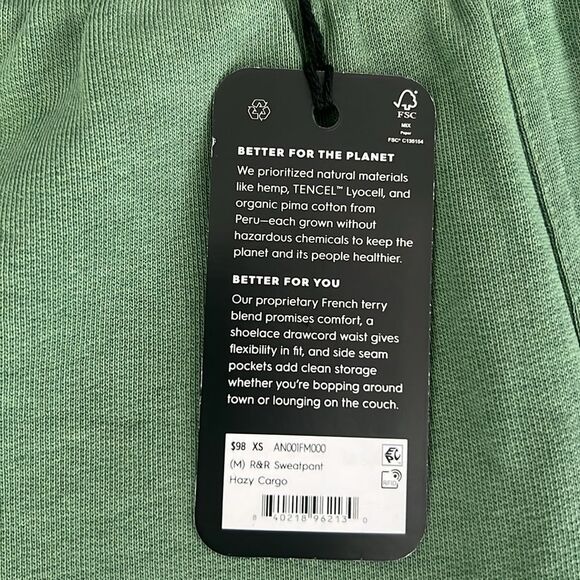 FSC
MIX
Paper
FSC® C135154
BETTER FOR THE PLANET
We prioritized natural materials
like hemp, TENCEL™ Lyocell, and
organic pima cotton from
Peru—each grown without
hazardous chemicals to keep the
planet and its people healthier.
BETTER FOR YOU
Our proprietary French terry
blend promises comfort, a
shoelace drawcord waist gives
flexibility in fit, and side seam
pockets add clean storage
whether you're bopping around
town or lounging on the couch.
$98 XS AN001FM000
(M) R&R Sweatpant
Hazy Cargo
EPC
RFID
8 40218 96213 0